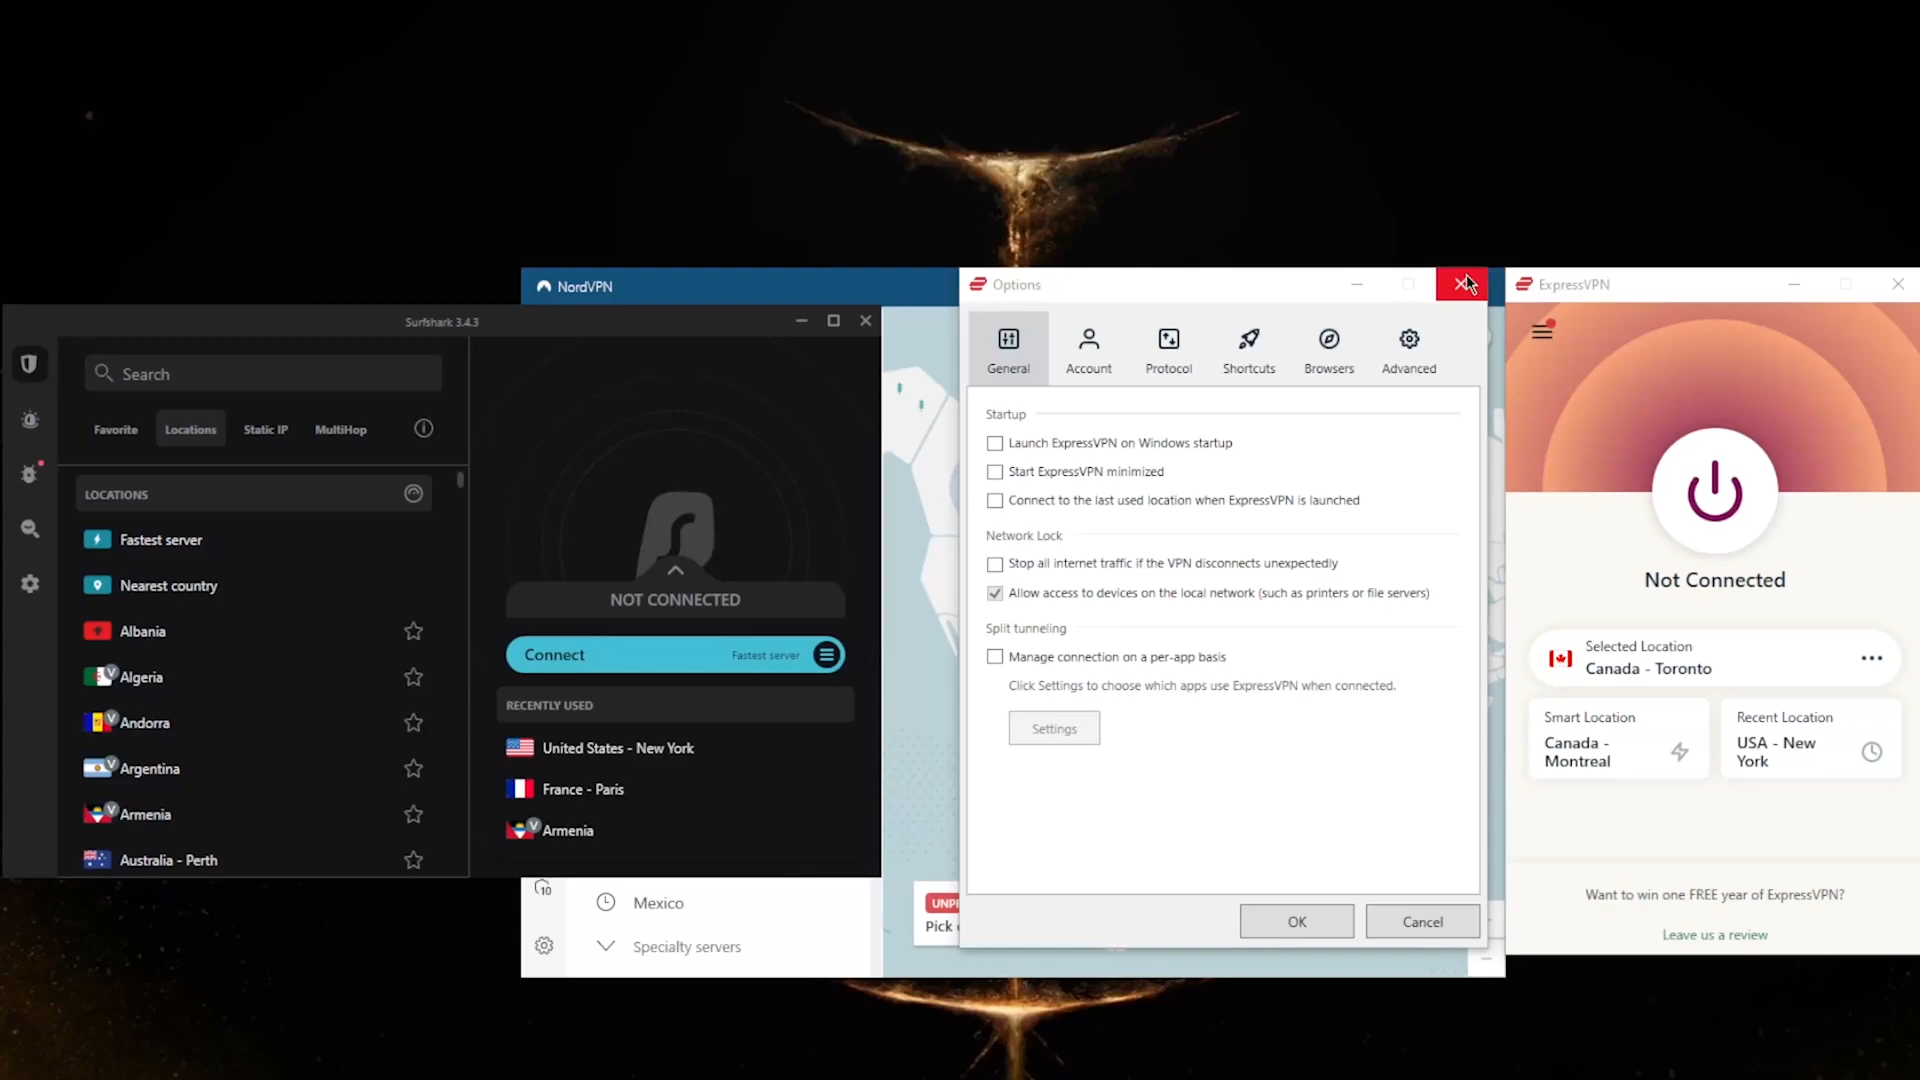 NordVPN
Options
ExpressVPN
Surfshark 3.4.3
General
Account
Protocol
Shortcuts
Browsers
Advanced
Search
Favorite
Locations
Static IP
MultiHop
LOCATIONS
Fastest server
Nearest country
Albania
V
Algeria
V
Andorra
V
Argentina
V
Armenia
Australia - Perth
NOT CONNECTED
Connect
Fastest server
RECENTLY USED
United States - New York
France - Paris
V
Armenia
10
Mexico
Specialty servers
UNP
Pick
Startup
Launch ExpressVPN on Windows startup
Start ExpressVPN minimized
Connect to the last used location when ExpressVPN is launched
Network Lock
Stop all internet traffic if the VPN disconnects unexpectedly
Allow access to devices on the local network (such as printers or file servers)
Split tunneling
Manage connection on a per-app basis
Click Settings to choose which apps use ExpressVPN when connected.
Settings
OK
Cancel
Not Connected
Selected Location
Canada - Toronto
Smart Location
Canada -
Montreal
Recent Location
USA - New
York
Want to win one FREE year of ExpressVPN?
Leave us a review